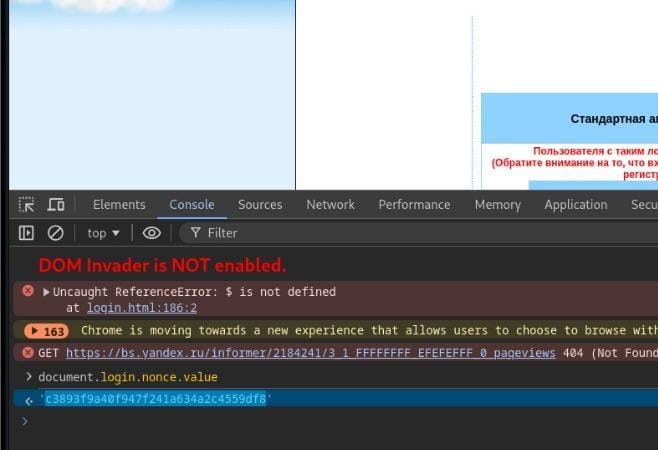 Стандартная
Пользователя с таким
(Обратите внимание на то, что
Elements Console Sources Network Performance Memory Application
top Filter
DOM Invader is NOT enabled.
Uncaught ReferenceError: $ is not defined
at login.html:186:2
163 Chrome is moving towards a new experience that allows users to choose to browse with
GET https://bs.yandex.ru/informer/2184241/3_1_FFFFFFFF_EFEFEFFF_0_pageviews 404 (Not Found
> document.login.nonce.value
'c3893f9a40f947f241a634a2c4559df8'
>